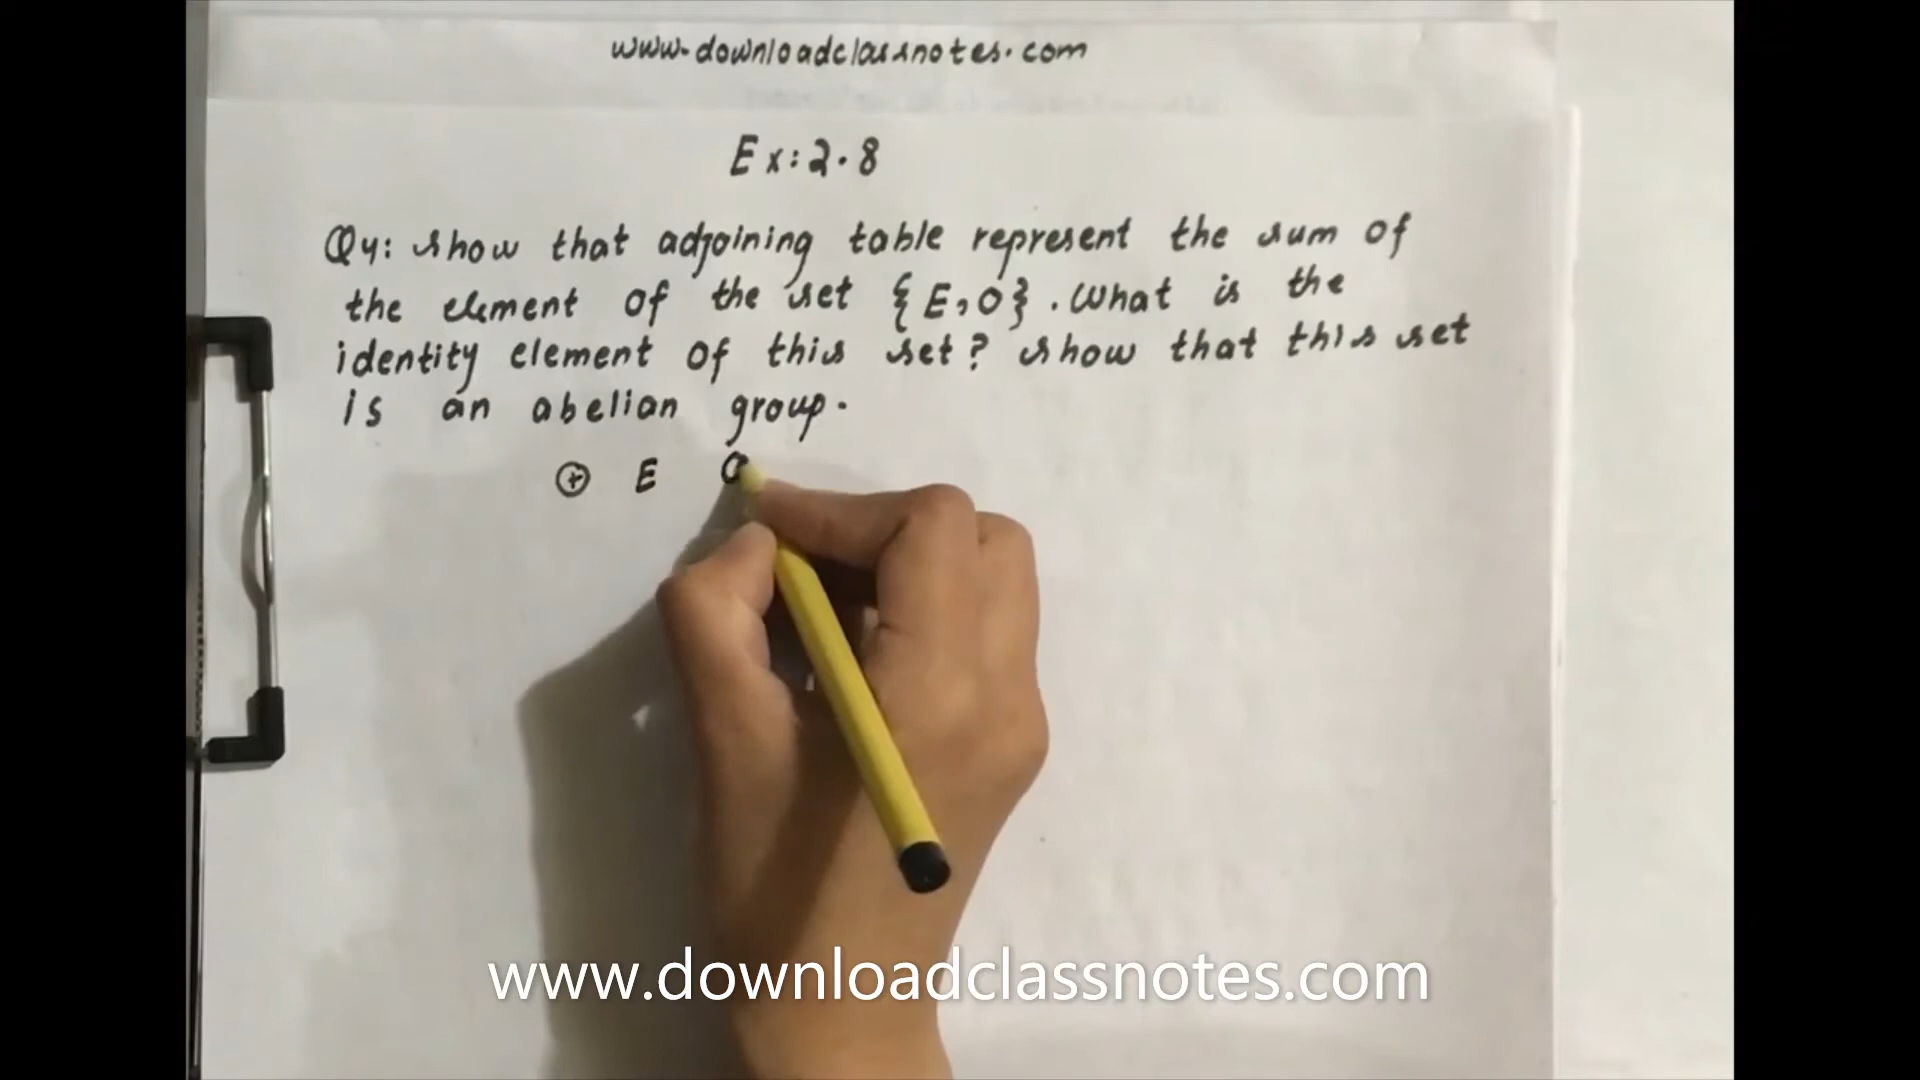 www.downloadclassnotes.com
Ex:2.8
Q4: show that adjoining table represent the sum of
the element of the set {E,O}. What is the
identity element of this set? show that this set
is an abelian group.
⊕ E O
www.downloadclassnotes.com